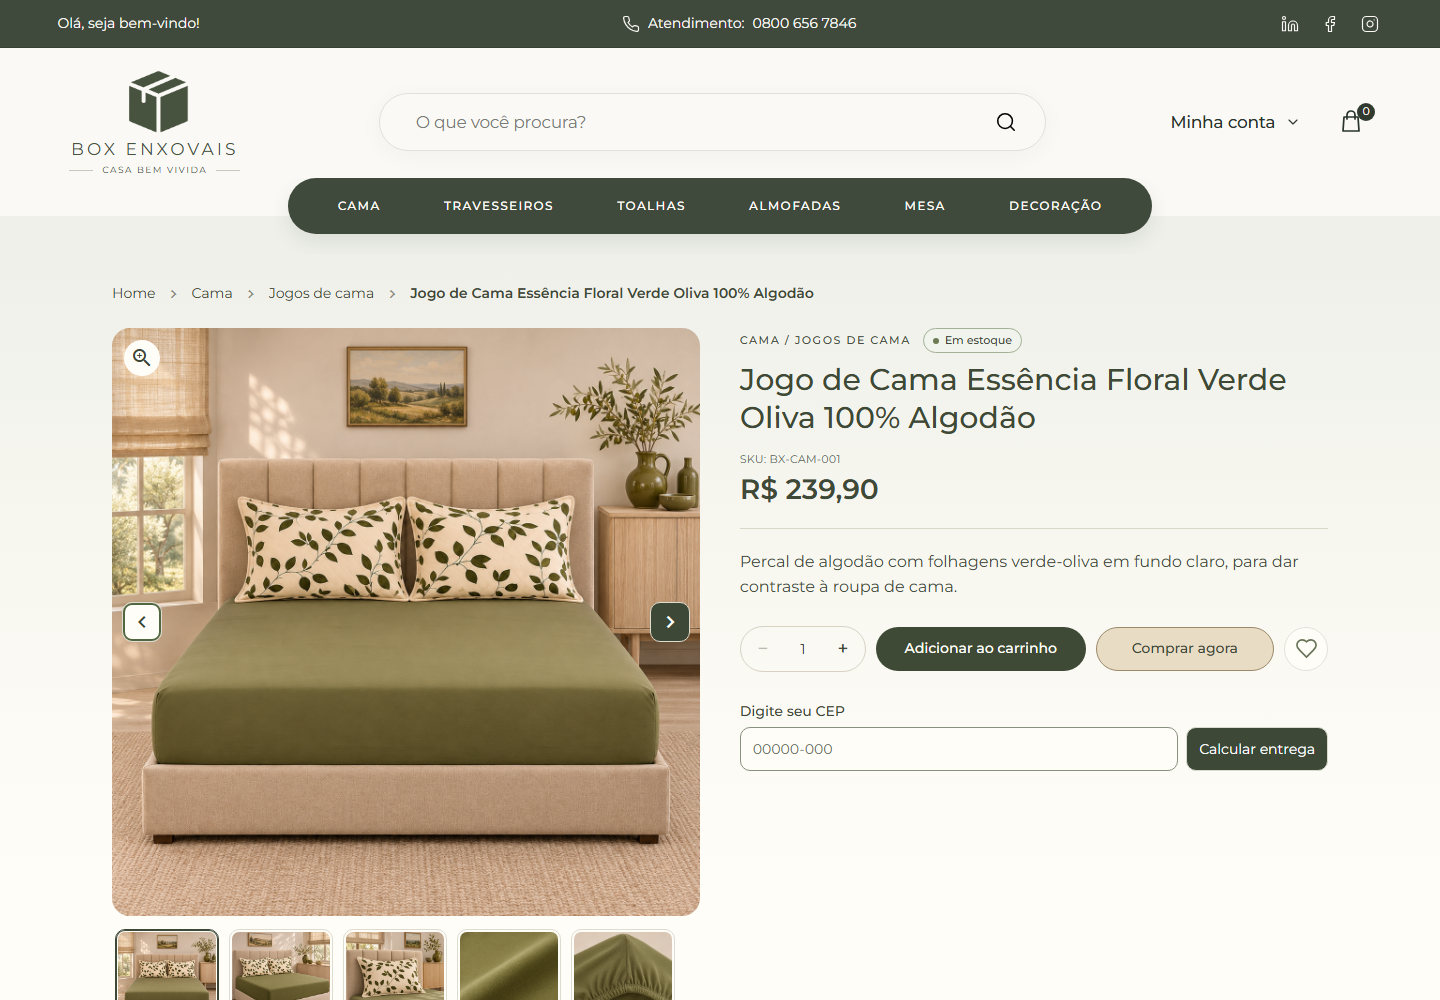 Olá, seja bem-vindo!
Atendimento: 0800 656 7846
BOX ENXOVAIS
CASA BEM VIVIDA
O que você procura?
Minha conta
0
CAMA
TRAVESSEIROS
TOALHAS
ALMOFADAS
MESA
DECORAÇÃO
Home
Cama
Jogos de cama
Jogo de Cama Essência Floral Verde Oliva 100% Algodão
CAMA / JOGOS DE CAMA
Em estoque
Jogo de Cama Essência Floral Verde
Oliva 100% Algodão
SKU: BX-CAM-001
R$ 239,90
Percal de algodão com folhagens verde-oliva em fundo claro, para dar
contraste à roupa de cama.
− 1 +
Adicionar ao carrinho
Comprar agora
Digite seu CEP
00000-000
Calcular entrega